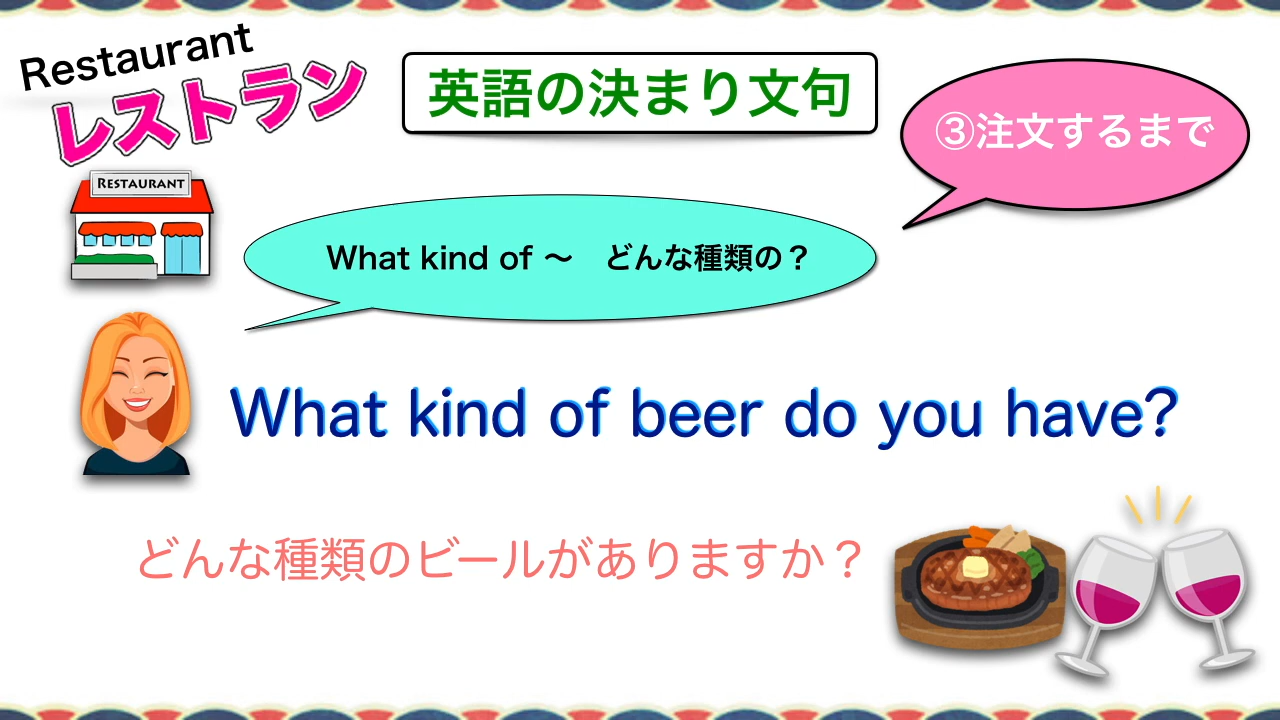 Restaurant
レストラン
英語の決まり文句
③注文するまで
RESTAURANT
What kind of ～　どんな種類の？
What kind of beer do you have?
どんな種類のビールがありますか？